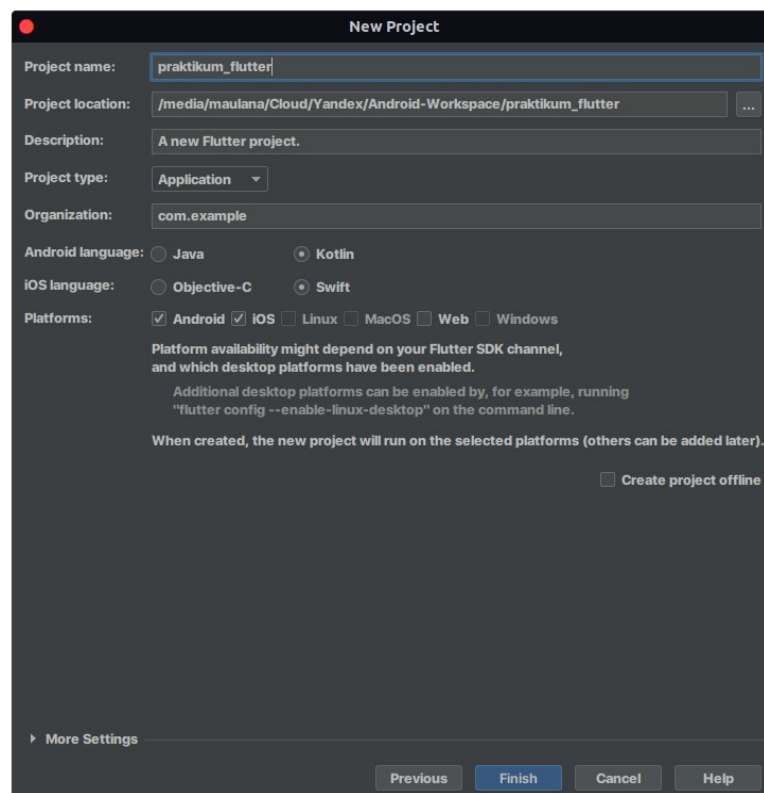 New Project
Project name: praktikum_flutter
Project location: /media/maulana/Cloud/Yandex/Android-Workspace/praktikum_flutter ...
Description: A new Flutter project.
Project type: Application
Organization: com.example
Android language: Java Kotlin
iOS language: Objective-C Swift
Platforms: Android iOS Linux MacOS Web Windows
Platform availability might depend on your Flutter SDK channel,
and which desktop platforms have been enabled.
Additional desktop platforms can be enabled by, for example, running
"flutter config --enable-linux-desktop" on the command line.
When created, the new project will run on the selected platforms (others can be added later).
Create project offline
More Settings
Previous Finish Cancel Help